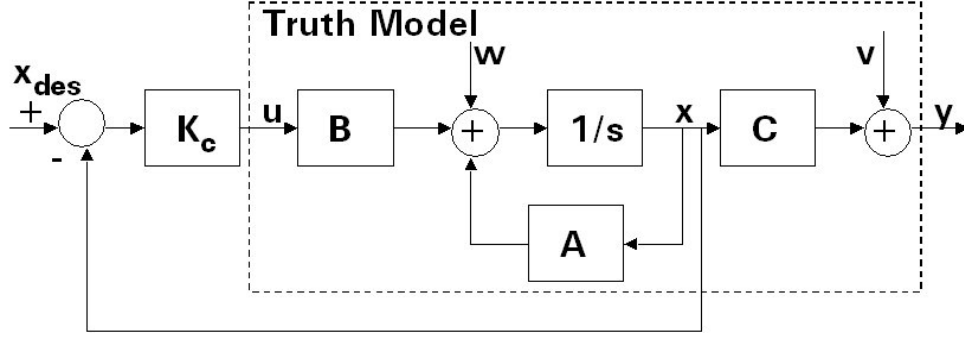 Truth Model
w
v
x_des
+
-
K_c
u
B
+
1/s
x
C
+
y
A